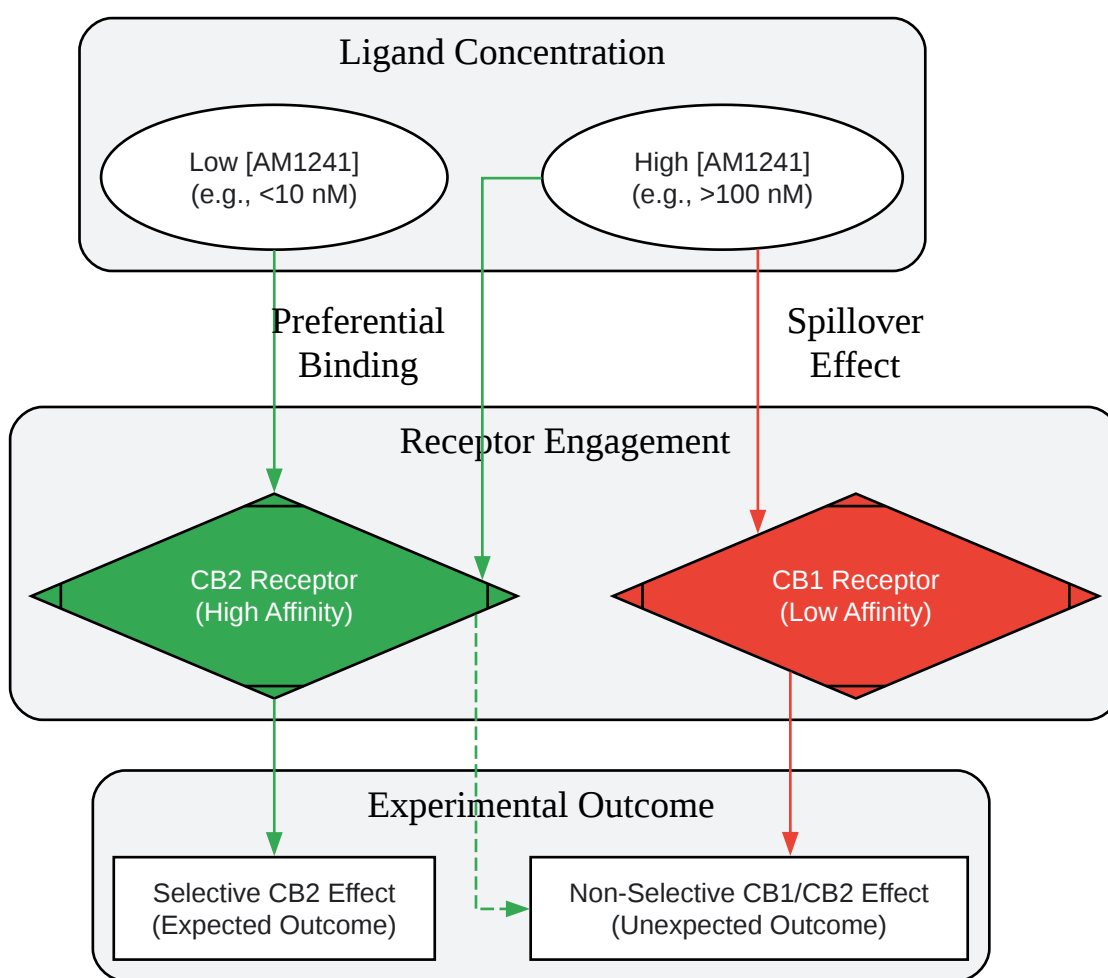 Ligand Concentration
Low [AM1241]
(e.g., <10 nM)
High [AM1241]
(e.g., >100 nM)
Preferential
Binding
Spillover
Effect
Receptor Engagement
CB2 Receptor
(High Affinity)
CB1 Receptor
(Low Affinity)
Experimental Outcome
Selective CB2 Effect
(Expected Outcome)
Non-Selective CB1/CB2 Effect
(Unexpected Outcome)